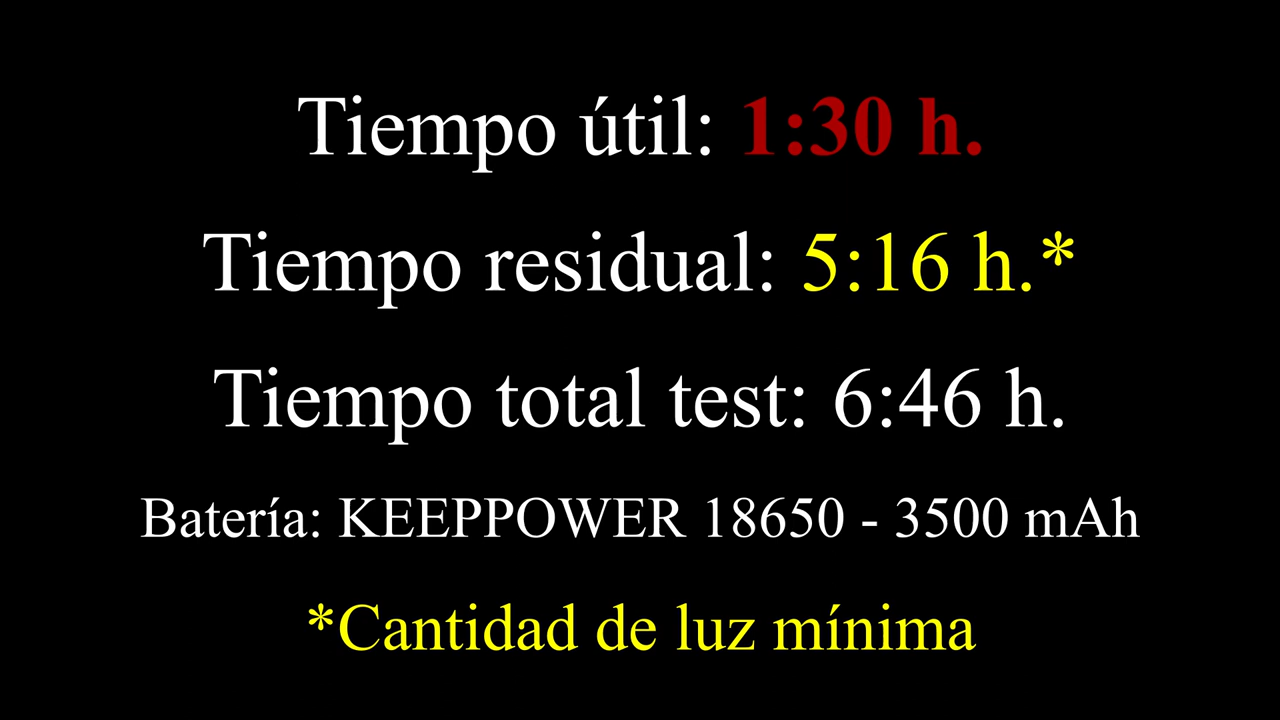 Tiempo útil: 1:30 h.
Tiempo residual: 5:16 h.*
Tiempo total test: 6:46 h.
Batería: KEEPPOWER 18650 - 3500 mAh
*Cantidad de luz mínima